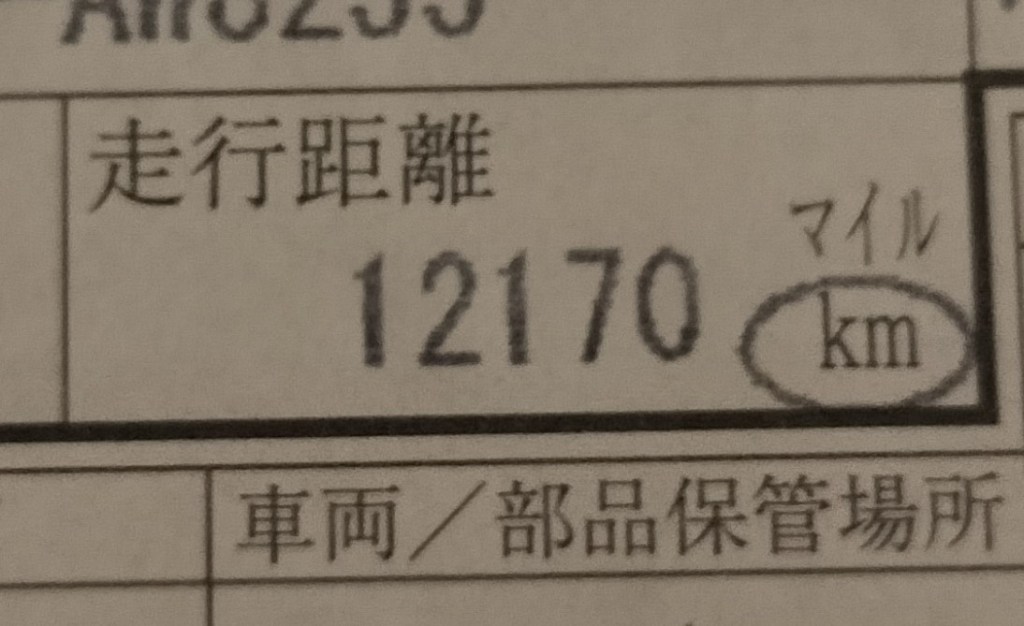 走行距離
マイル
12170 km
車両／部品保管場所